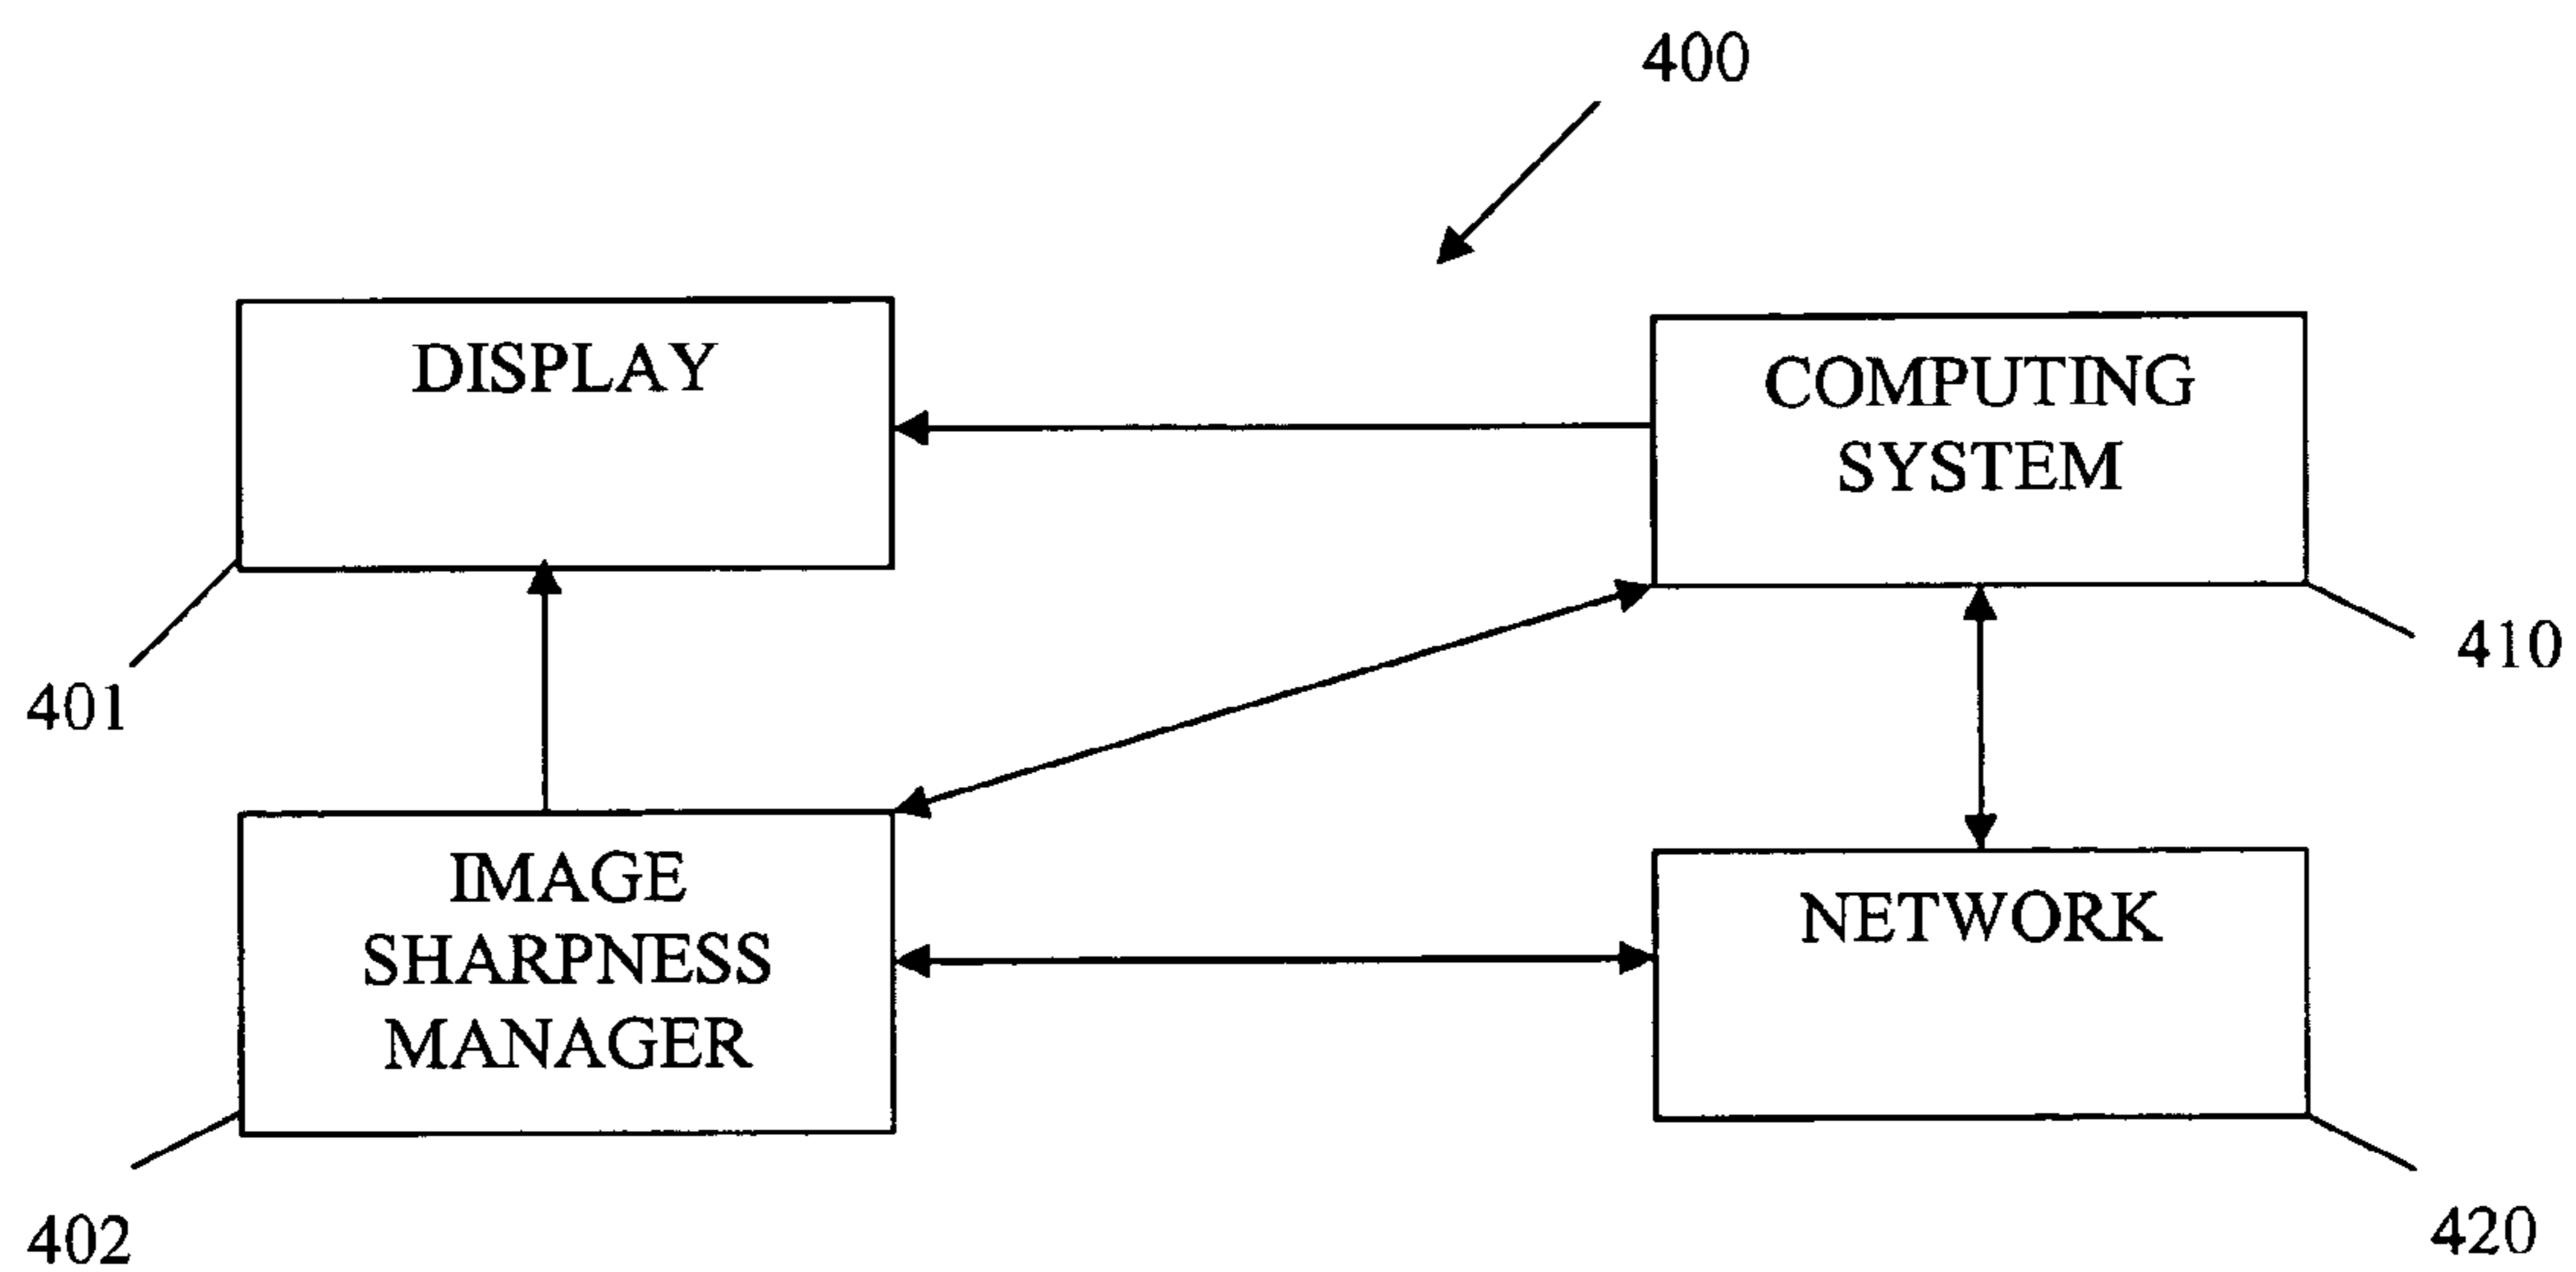 400
DISPLAY
COMPUTING
SYSTEM
401
410
IMAGE
SHARPNESS
MANAGER
NETWORK
402
420